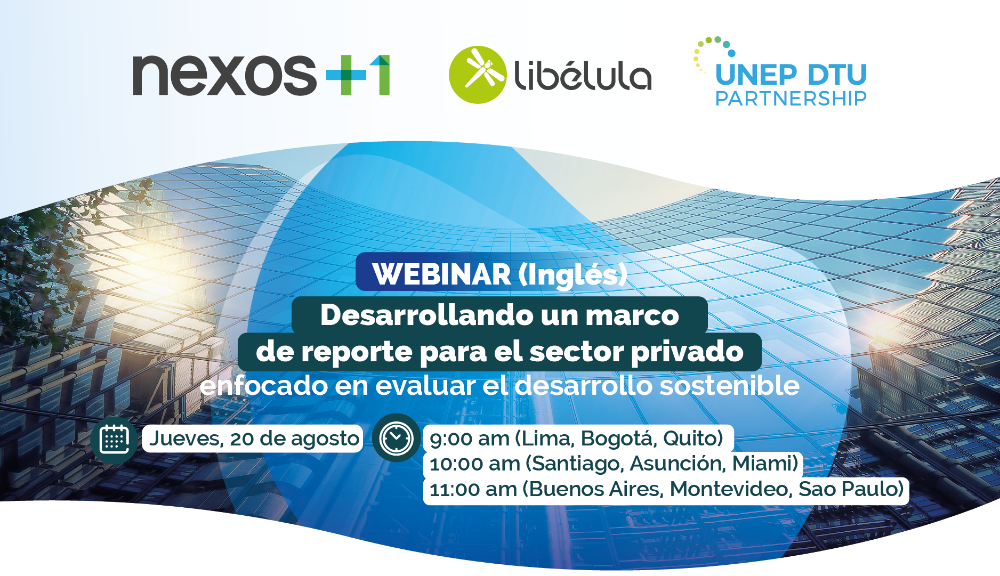 nexos +1
libélula
UNEP DTU
PARTNERSHIP
WEBINAR (Inglés)
Desarrollando un marco
de reporte para el sector privado
enfocado en evaluar el desarrollo sostenible
Jueves, 20 de agosto
9:00 am (Lima, Bogotá, Quito)
10:00 am (Santiago, Asunción, Miami)
11:00 am (Buenos Aires, Montevideo, Sao Paulo)